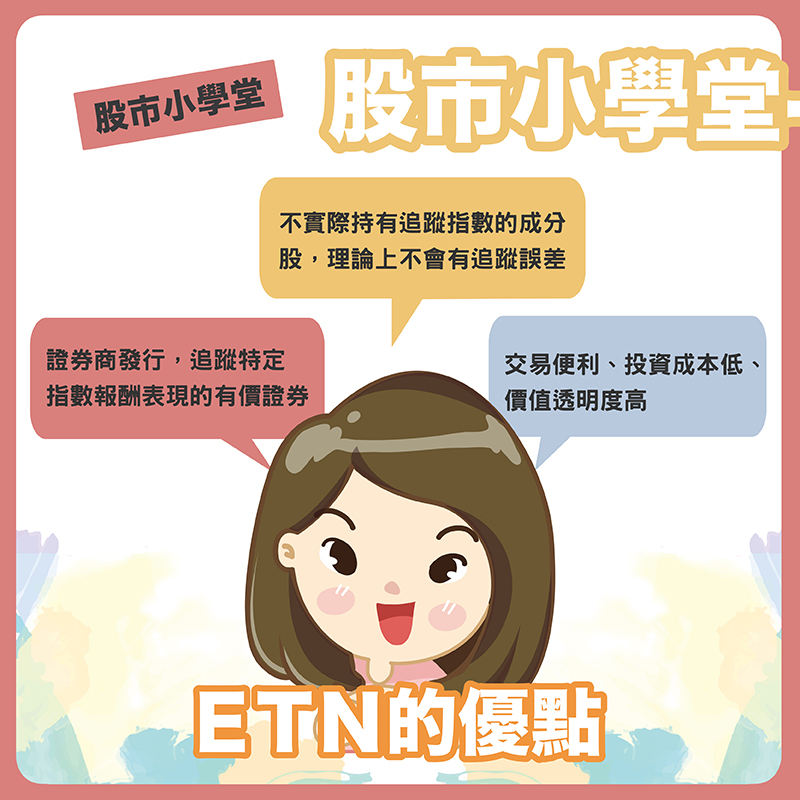 股市小學堂
股市小學堂-
不實際持有追蹤指數的成分
股，理論上不會有追蹤誤差
證券商發行，追蹤特定
指數報酬表現的有價證券
交易便利、投資成本低、
價值透明度高
ETN的優點